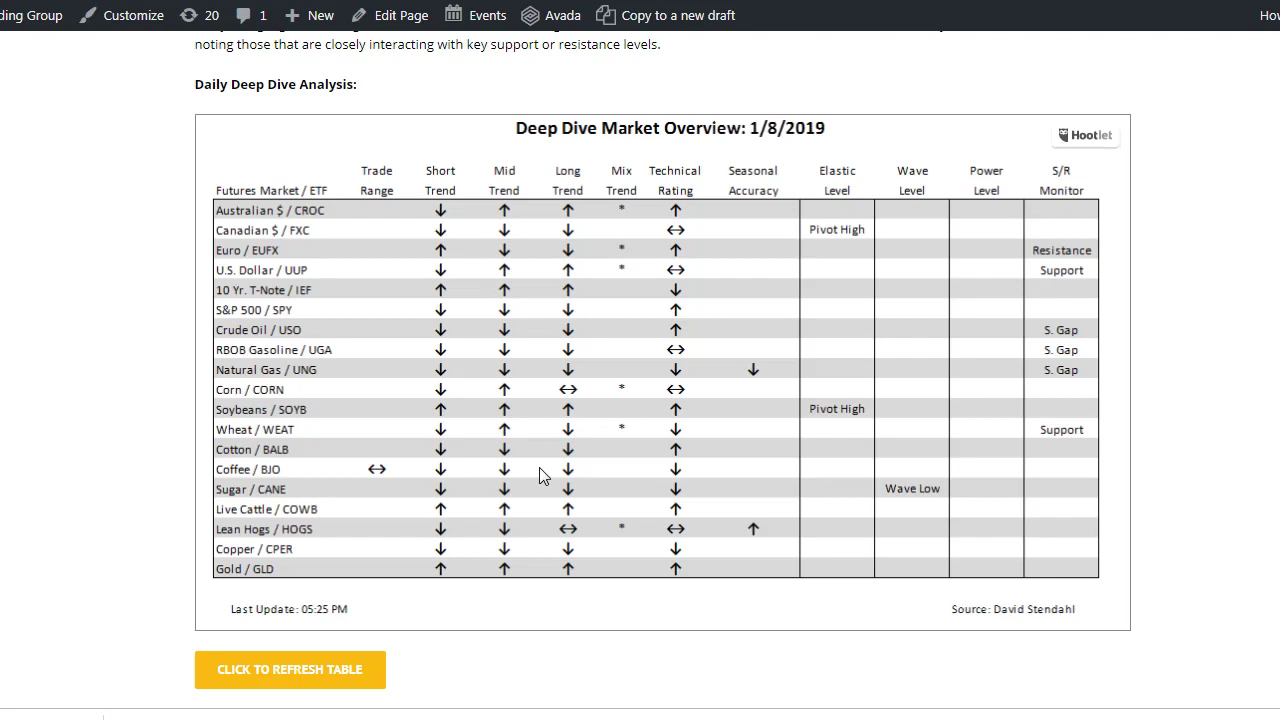 ding Group Customize 20 1 New Edit Page Events Avada Copy to a new draft How
noting those that are closely interacting with key support or resistance levels.
Daily Deep Dive Analysis:
Deep Dive Market Overview: 1/8/2019
Hootlet
Trade Short Mid Long Mix Technical Seasonal Elastic Wave Power S/R
Futures Market / ETF Range Trend Trend Trend Trend Rating Accuracy Level Level Level Monitor
Australian $ / CROC ↓ ↑ ↑ * ↑
Canadian $ / FXC ↓ ↓ ↓ ↔ Pivot High
Euro / EUFX ↑ ↓ ↓ * ↑ Resistance
U.S. Dollar / UUP ↓ ↑ ↑ * ↔ Support
10 Yr. T-Note / IEF ↑ ↑ ↑ ↓
S&P 500 / SPY ↓ ↓ ↓ ↑
Crude Oil / USO ↓ ↓ ↓ ↑ S. Gap
RBOB Gasoline / UGA ↓ ↓ ↓ ↔ S. Gap
Natural Gas / UNG ↓ ↓ ↓ ↓ ↓ S. Gap
Corn / CORN ↓ ↑ ↔ * ↔
Soybeans / SOYB ↑ ↑ ↑ ↑ Pivot High
Wheat / WEAT ↓ ↑ ↓ * ↓ Support
Cotton / BALB ↓ ↓ ↓ ↑
Coffee / BJO ↔ ↓ ↓ ↓ ↓
Sugar / CANE ↓ ↓ ↓ ↓ Wave Low
Live Cattle / COWB ↑ ↑ ↑ ↑
Lean Hogs / HOGS ↓ ↓ ↔ * ↔ ↑
Copper / CPER ↓ ↓ ↓ ↓
Gold / GLD ↑ ↑ ↑ ↑
Last Update: 05:25 PM Source: David Stendahl
CLICK TO REFRESH TABLE